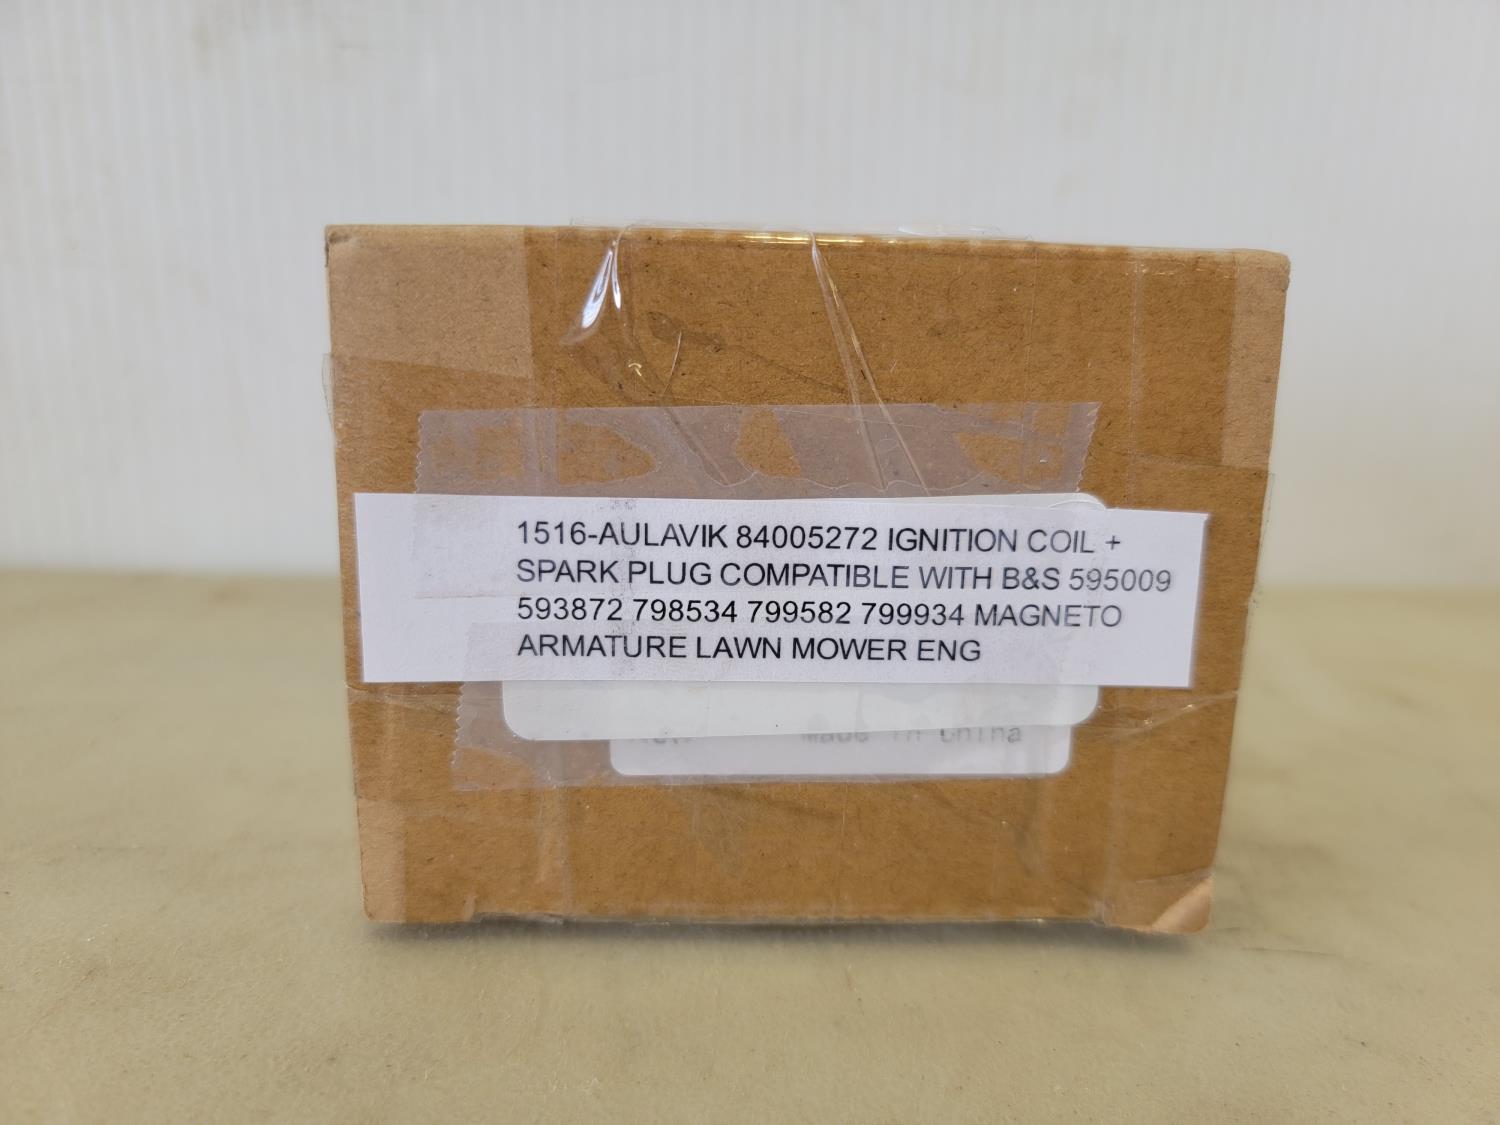 1516-AULAVIK 84005272 IGNITION COIL +
SPARK PLUG COMPATIBLE WITH B&S 595009
593872 798534 799582 799934 MAGNETO
ARMATURE LAWN MOWER ENG
Made in China